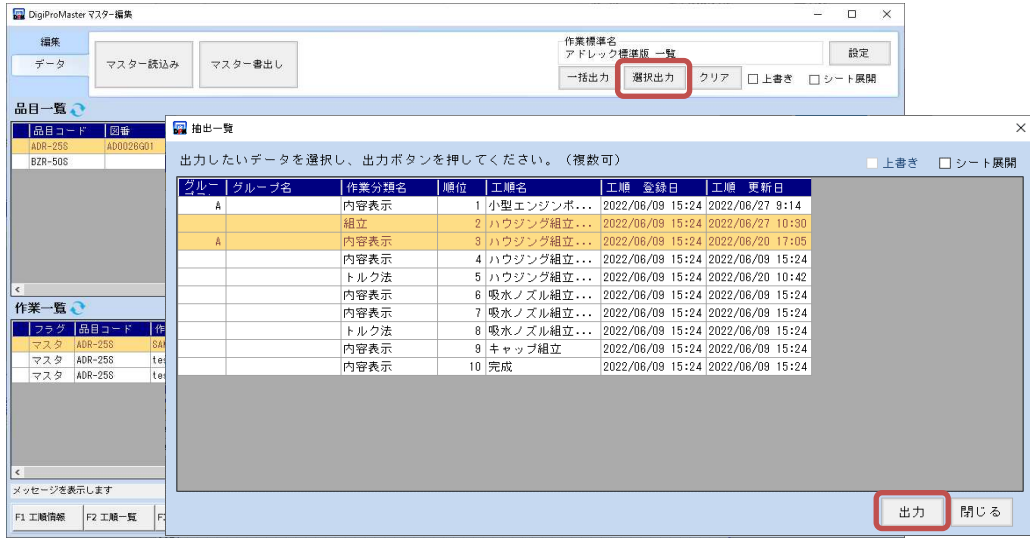 DigiProMaster マスター編集
編集
データ
マスター読込み
マスター書出し
作業標準名
アドレック標準版 一覧
設定
一括出力
選択出力
クリア
上書き
シート展開
品目一覧
品目コード 図番
ADR-25S AD0026G01
BZR-50S
作業一覧
フラグ 品目コード 作
マスタ ADR-25S SAM
マスタ ADR-25S tes
マスタ ADR-25S tes
メッセージを表示します
F1 工順情報
F2 工順一覧
抽出一覧
出力したいデータを選択し、出力ボタンを押してください。（複数可）
上書き
シート展開
グルー グループ名 作業分類名 順位 工順名 工順 登録日 工順 更新日
A 内容表示 1 小型エンジンポ... 2022/06/09 15:24 2022/06/27 9:14
組立 2 ハウジング組立... 2022/06/09 15:24 2022/06/27 10:30
A 内容表示 3 ハウジング組立... 2022/06/09 15:24 2022/06/20 17:05
内容表示 4 ハウジング組立... 2022/06/09 15:24 2022/06/09 15:24
トルク法 5 ハウジング組立... 2022/06/09 15:24 2022/06/20 10:42
内容表示 6 吸水ノズル組立... 2022/06/09 15:24 2022/06/09 15:24
内容表示 7 吸水ノズル組立... 2022/06/09 15:24 2022/06/09 15:24
トルク法 8 吸水ノズル組立... 2022/06/09 15:24 2022/06/09 15:24
内容表示 9 キャップ組立 2022/06/09 15:24 2022/06/09 15:24
内容表示 10 完成 2022/06/09 15:24 2022/06/09 15:24
出力
閉じる